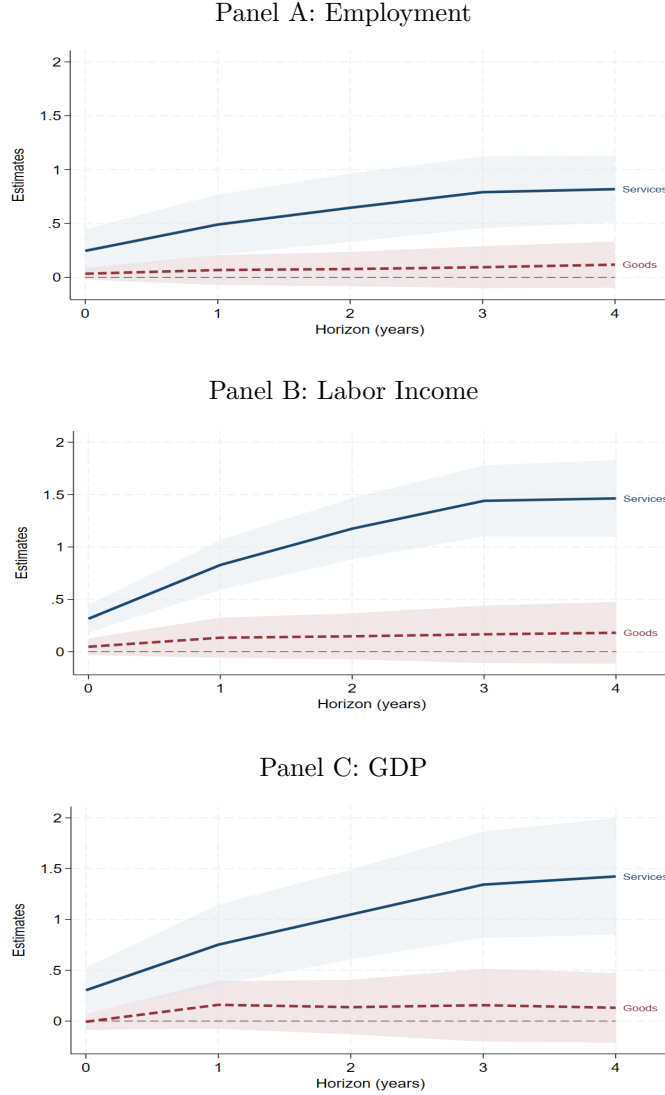 Panel A: Employment
2
1.5
1
.5
0
Estimates
Services
Goods
0 1 2 3 4
Horizon (years)
Panel B: Labor Income
2
1.5
1
.5
0
Estimates
Services
Goods
0 1 2 3 4
Horizon (years)
Panel C: GDP
2
1.5
1
.5
0
Estimates
Services
Goods
0 1 2 3 4
Horizon (years)